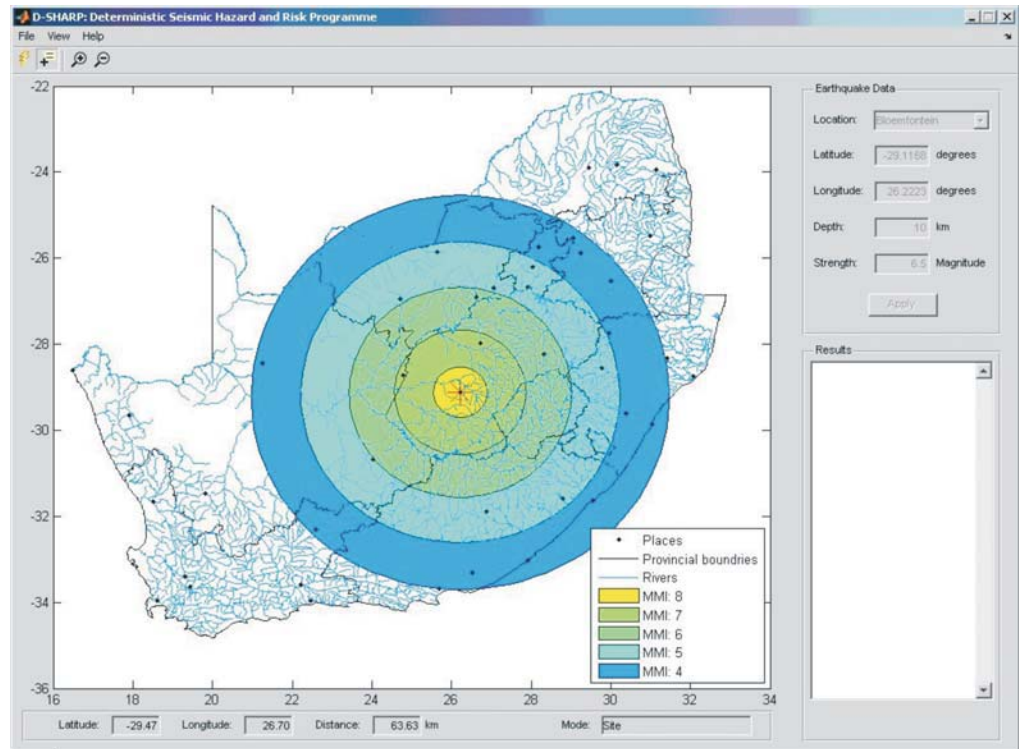 D-SHARP: Deterministic Seismic Hazard and Risk Programme
File View Help
-22
-24
-26
-28
-30
-32
-34
-36
16 18 20 22 24 26 28 30 32 34
Places
Provincial boundries
Rivers
MMI: 8
MMI: 7
MMI: 6
MMI: 5
MMI: 4
Earthquake Data
Location: Bloemfontein
Latitude: -29.1168 degrees
Longitude: 26.2223 degrees
Depth: 10 km
Strength: 6.5 Magnitude
Apply
Results
Latitude: -29.47 Longitude: 26.70 Distance: 63.63 km Mode: Site